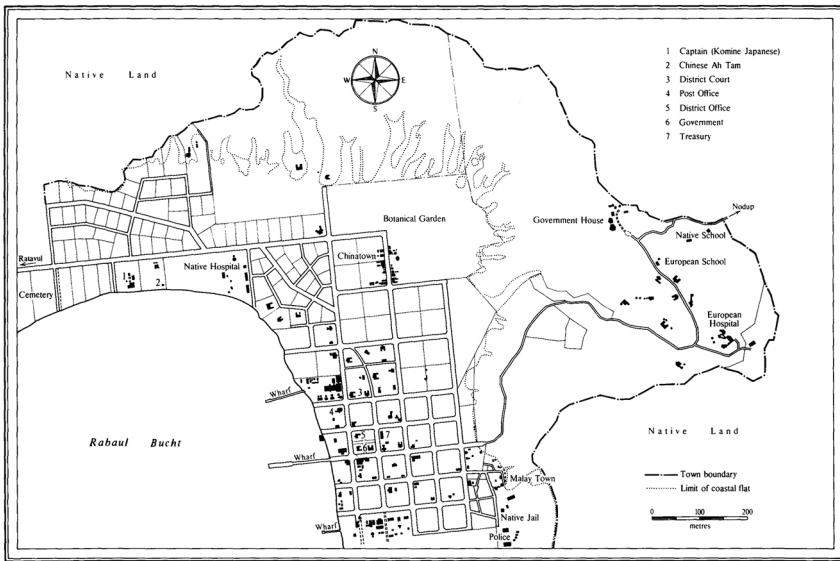 Native Land
N
W E
S
1 Captain (Komine Japanese)
2 Chinese Ah Tam
3 District Court
4 Post Office
5 District Office
6 Government
7 Treasury
Botanical Garden
Nodup
Government House
Native School
Ratavul
Native Hospital
Chinatown
European School
Cemetery
1
2
European
Hospital
Wharf
3
4
Rabaul Bucht
5
7
6
Native Land
Wharf
4
Malay Town
Town boundary
Limit of coastal flat
Native Jail
0 100 200
metres
Wharf
Police